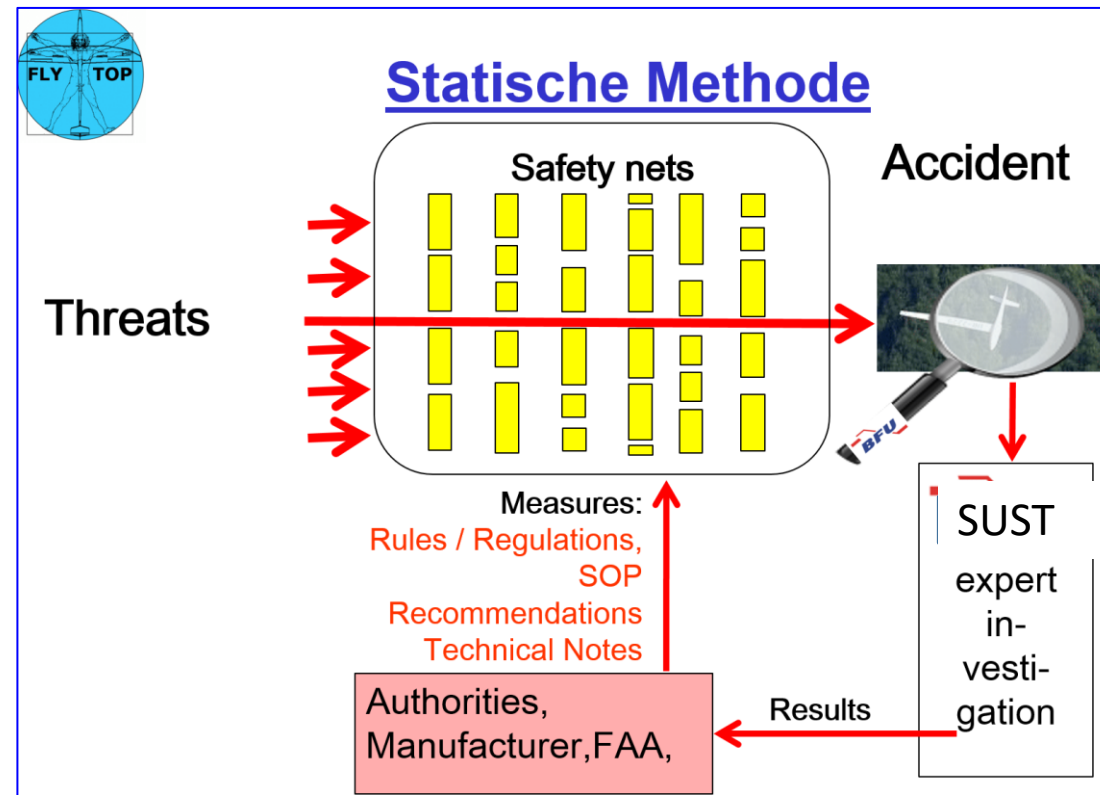 FLY TOP
Statische Methode
Safety nets
Accident
Threats
BFU
Measures:
Rules / Regulations,
SOP
Recommendations
Technical Notes
SUST
expert
in-
vesti-
gation
Authorities,
Manufacturer,FAA,
Results